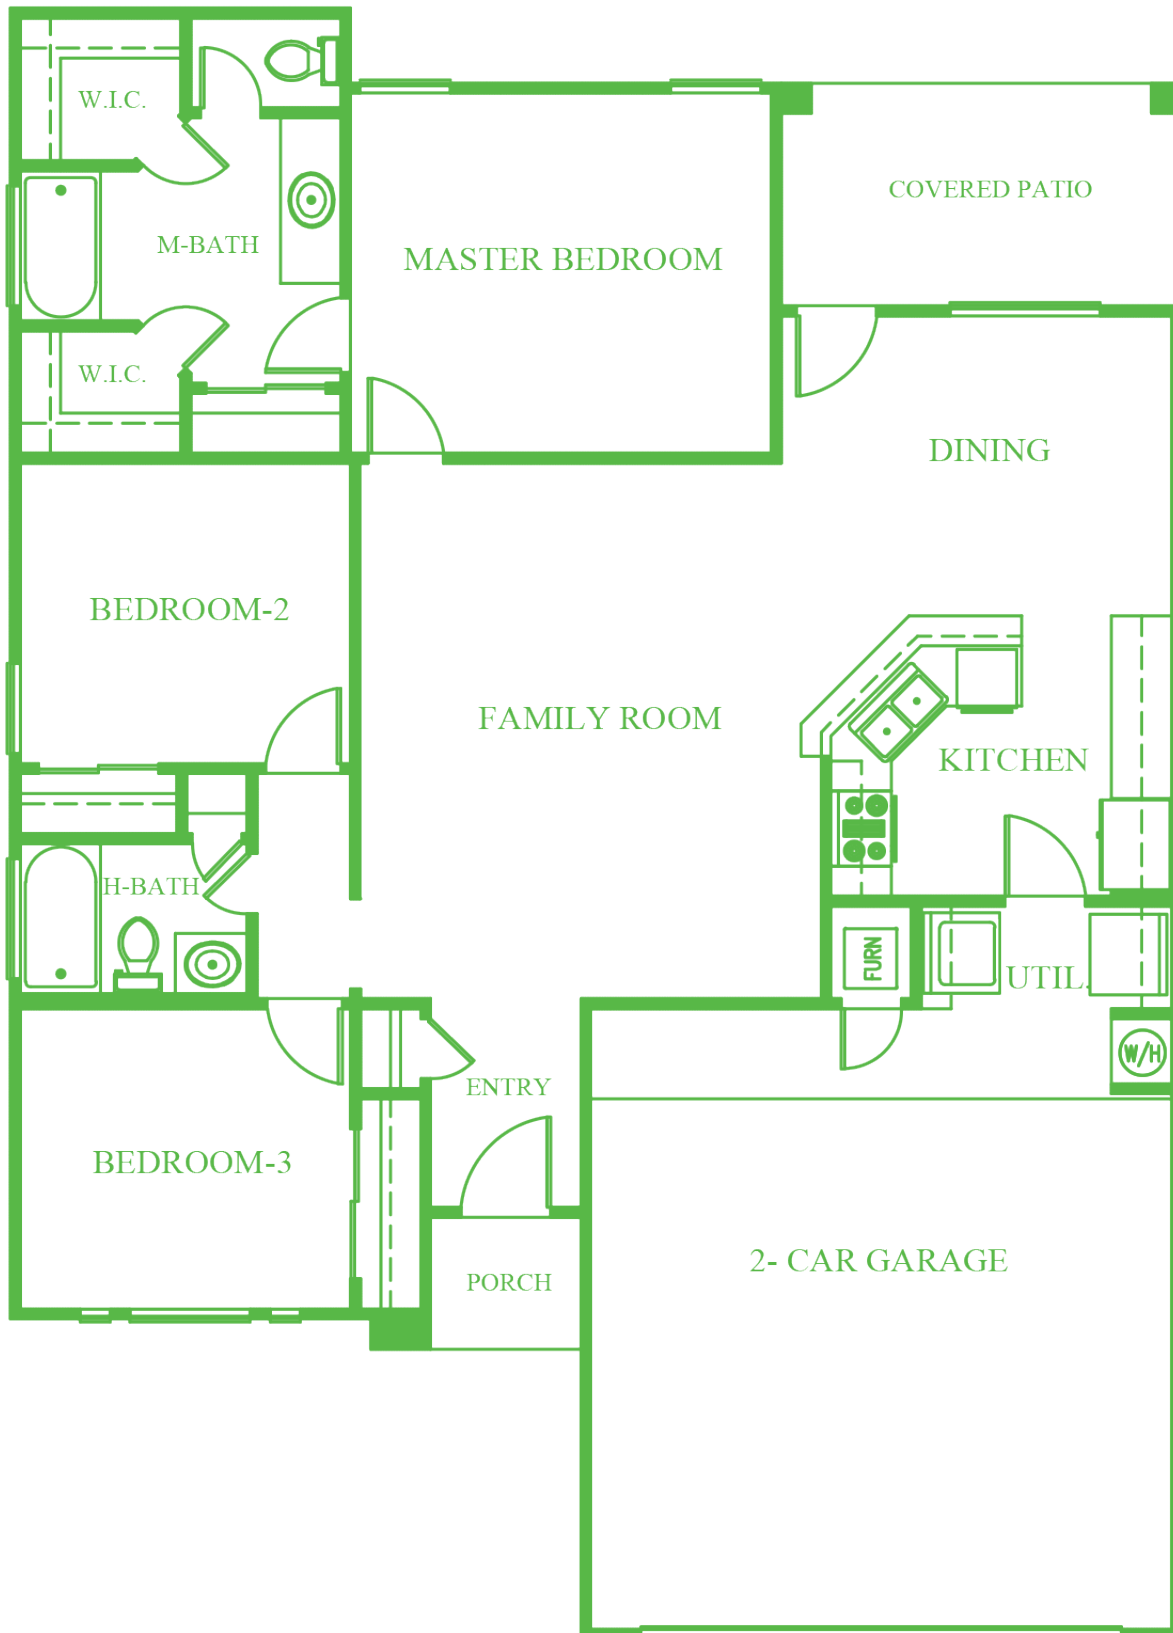 W.I.C.
COVERED PATIO
M-BATH
MASTER BEDROOM
W.I.C.
DINING
BEDROOM-2
FAMILY ROOM
KITCHEN
H-BATH
FURN
UTIL.
W/H
ENTRY
BEDROOM-3
2- CAR GARAGE
PORCH